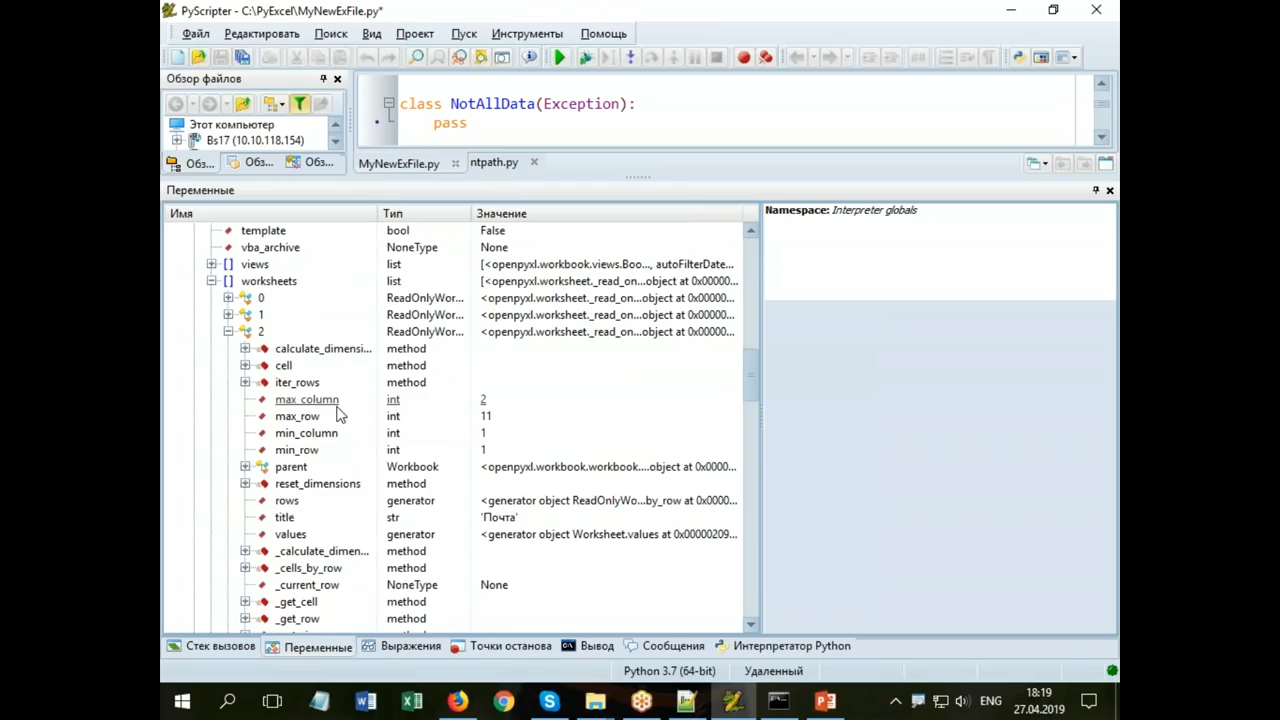 PyScripter - C:\PyExcel\MyNewExFile.py*
Файл Редактировать Поиск Вид Проект Пуск Инструменты Помощь
Обзор файлов
Этот компьютер
Bs17 (10.10.118.154)
Обз... Обз... Обз...
class NotAllData(Exception):
pass
MyNewExFile.py ntpath.py
Переменные
Имя Тип Значение
template bool False
vba_archive NoneType None
views list [<openpyxl.workbook.views.Boo..., autoFilterDate...
worksheets list [<openpyxl.worksheet._read_on...object at 0x00000...
0 ReadOnlyWor... <openpyxl.worksheet._read_on...object at 0x00000...
1 ReadOnlyWor... <openpyxl.worksheet._read_on...object at 0x00000...
2 ReadOnlyWor... <openpyxl.worksheet._read_on...object at 0x00000...
calculate_dimensi... method
cell method
iter_rows method
max_column int 2
max_row int 11
min_column int 1
min_row int 1
parent Workbook <openpyxl.workbook.workbook....object at 0x0000...
reset_dimensions method
rows generator <generator object ReadOnlyWo...by_row at 0x0000...
title str 'Почта'
values generator <generator object Worksheet.values at 0x00000209...
_calculate_dimen... method
_cells_by_row method
_current_row NoneType None
_get_cell method
_get_row method
Namespace: Interpreter globals
Стек вызовов Переменные Выражения Точки останова Вывод Сообщения Интерпретатор Python
Python 3.7 (64-bit) Удаленный
ENG 18:19
27.04.2019